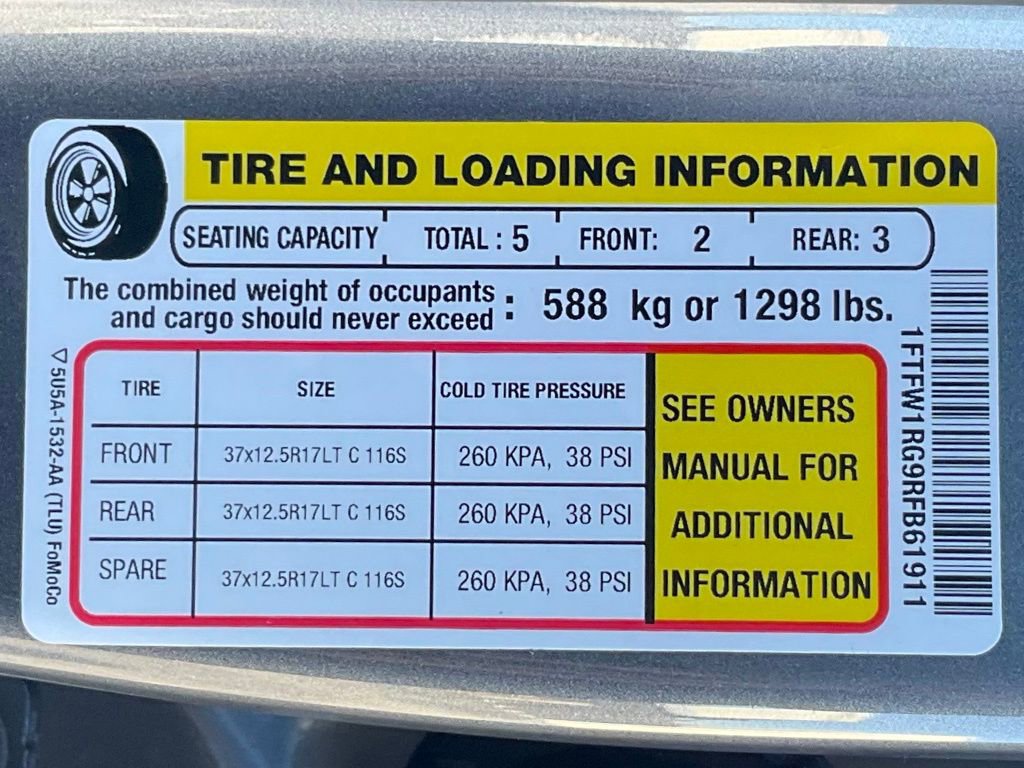 TIRE AND LOADING INFORMATION
SEATING CAPACITY TOTAL : 5 FRONT: 2 REAR: 3
The combined weight of occupants
and cargo should never exceed : 588 kg or 1298 lbs.
TIRE SIZE COLD TIRE PRESSURE
FRONT 37x12.5R17LT C 116S 260 KPA, 38 PSI
REAR 37x12.5R17LT C 116S 260 KPA, 38 PSI
SPARE 37x12.5R17LT C 116S 260 KPA, 38 PSI
SEE OWNERS
MANUAL FOR
ADDITIONAL
INFORMATION
▽5U5A-1532-AA (TLU) FoMoCo
1FTFW1RG9RFB61911